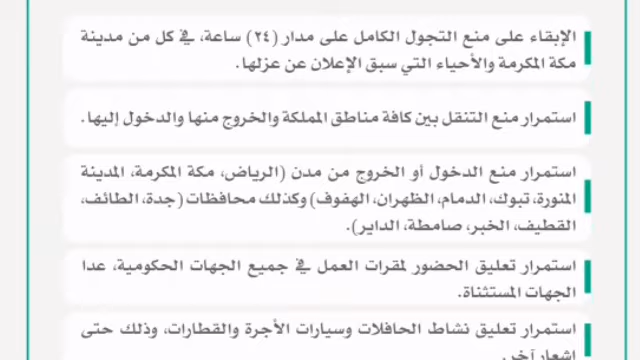 الإبقاء على منع التجول الكامل على مدار (٢٤) ساعة، في كل من مدينة
مكة المكرمة والأحياء التي سبق الإعلان عن عزلها.
استمرار منع التنقل بين كافة مناطق المملكة والخروج منها والدخول إليها.
استمرار منع الدخول أو الخروج من مدن (الرياض، مكة المكرمة، المدينة
المنورة، تبوك، الدمام، الظهران، الهفوف) وكذلك محافظات (جدة، الطائف،
القطيف، الخبر، صامطة، الداير).
استمرار تعليق الحضور لمقرات العمل في جميع الجهات الحكومية، عدا
الجهات المستثناة.
استمرار تعليق نشاط الحافلات وسيارات الأجرة والقطارات، وذلك حتى
إشعار آخر.